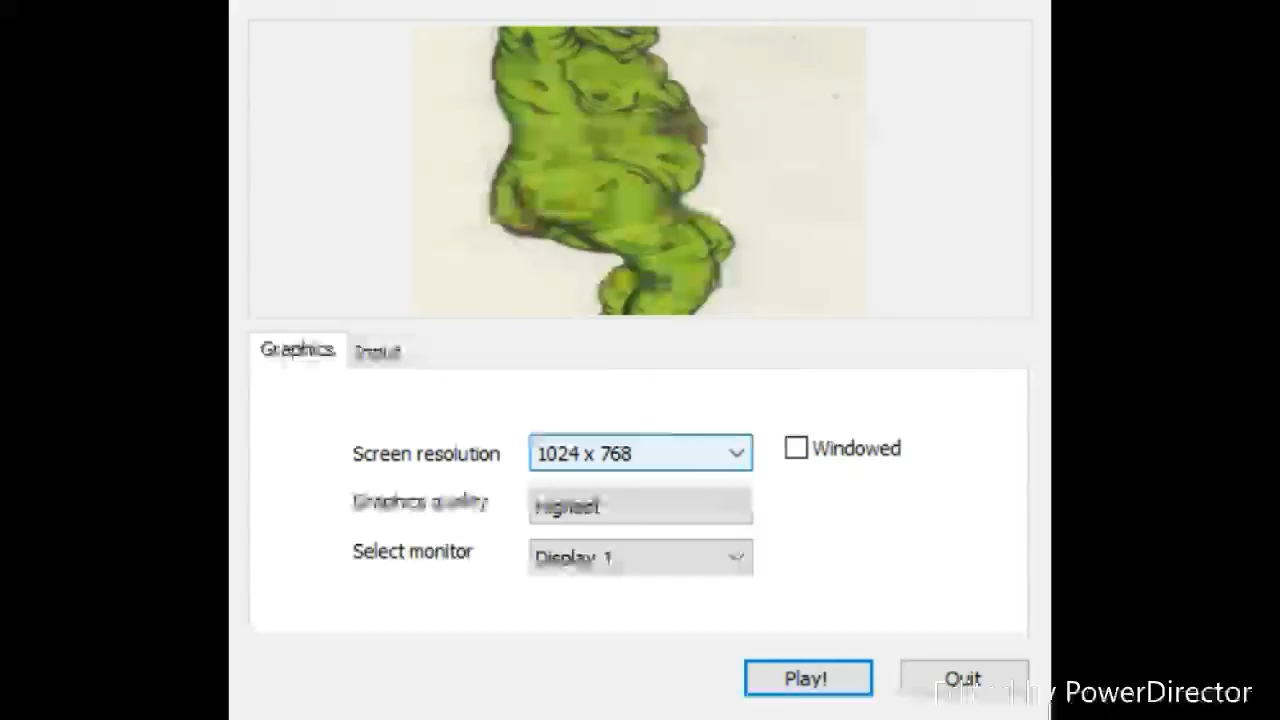 Graphics Input
Screen resolution 1024 x 768 Windowed
Graphics quality Highest
Select monitor Display 1
Play! Quit
by PowerDirector